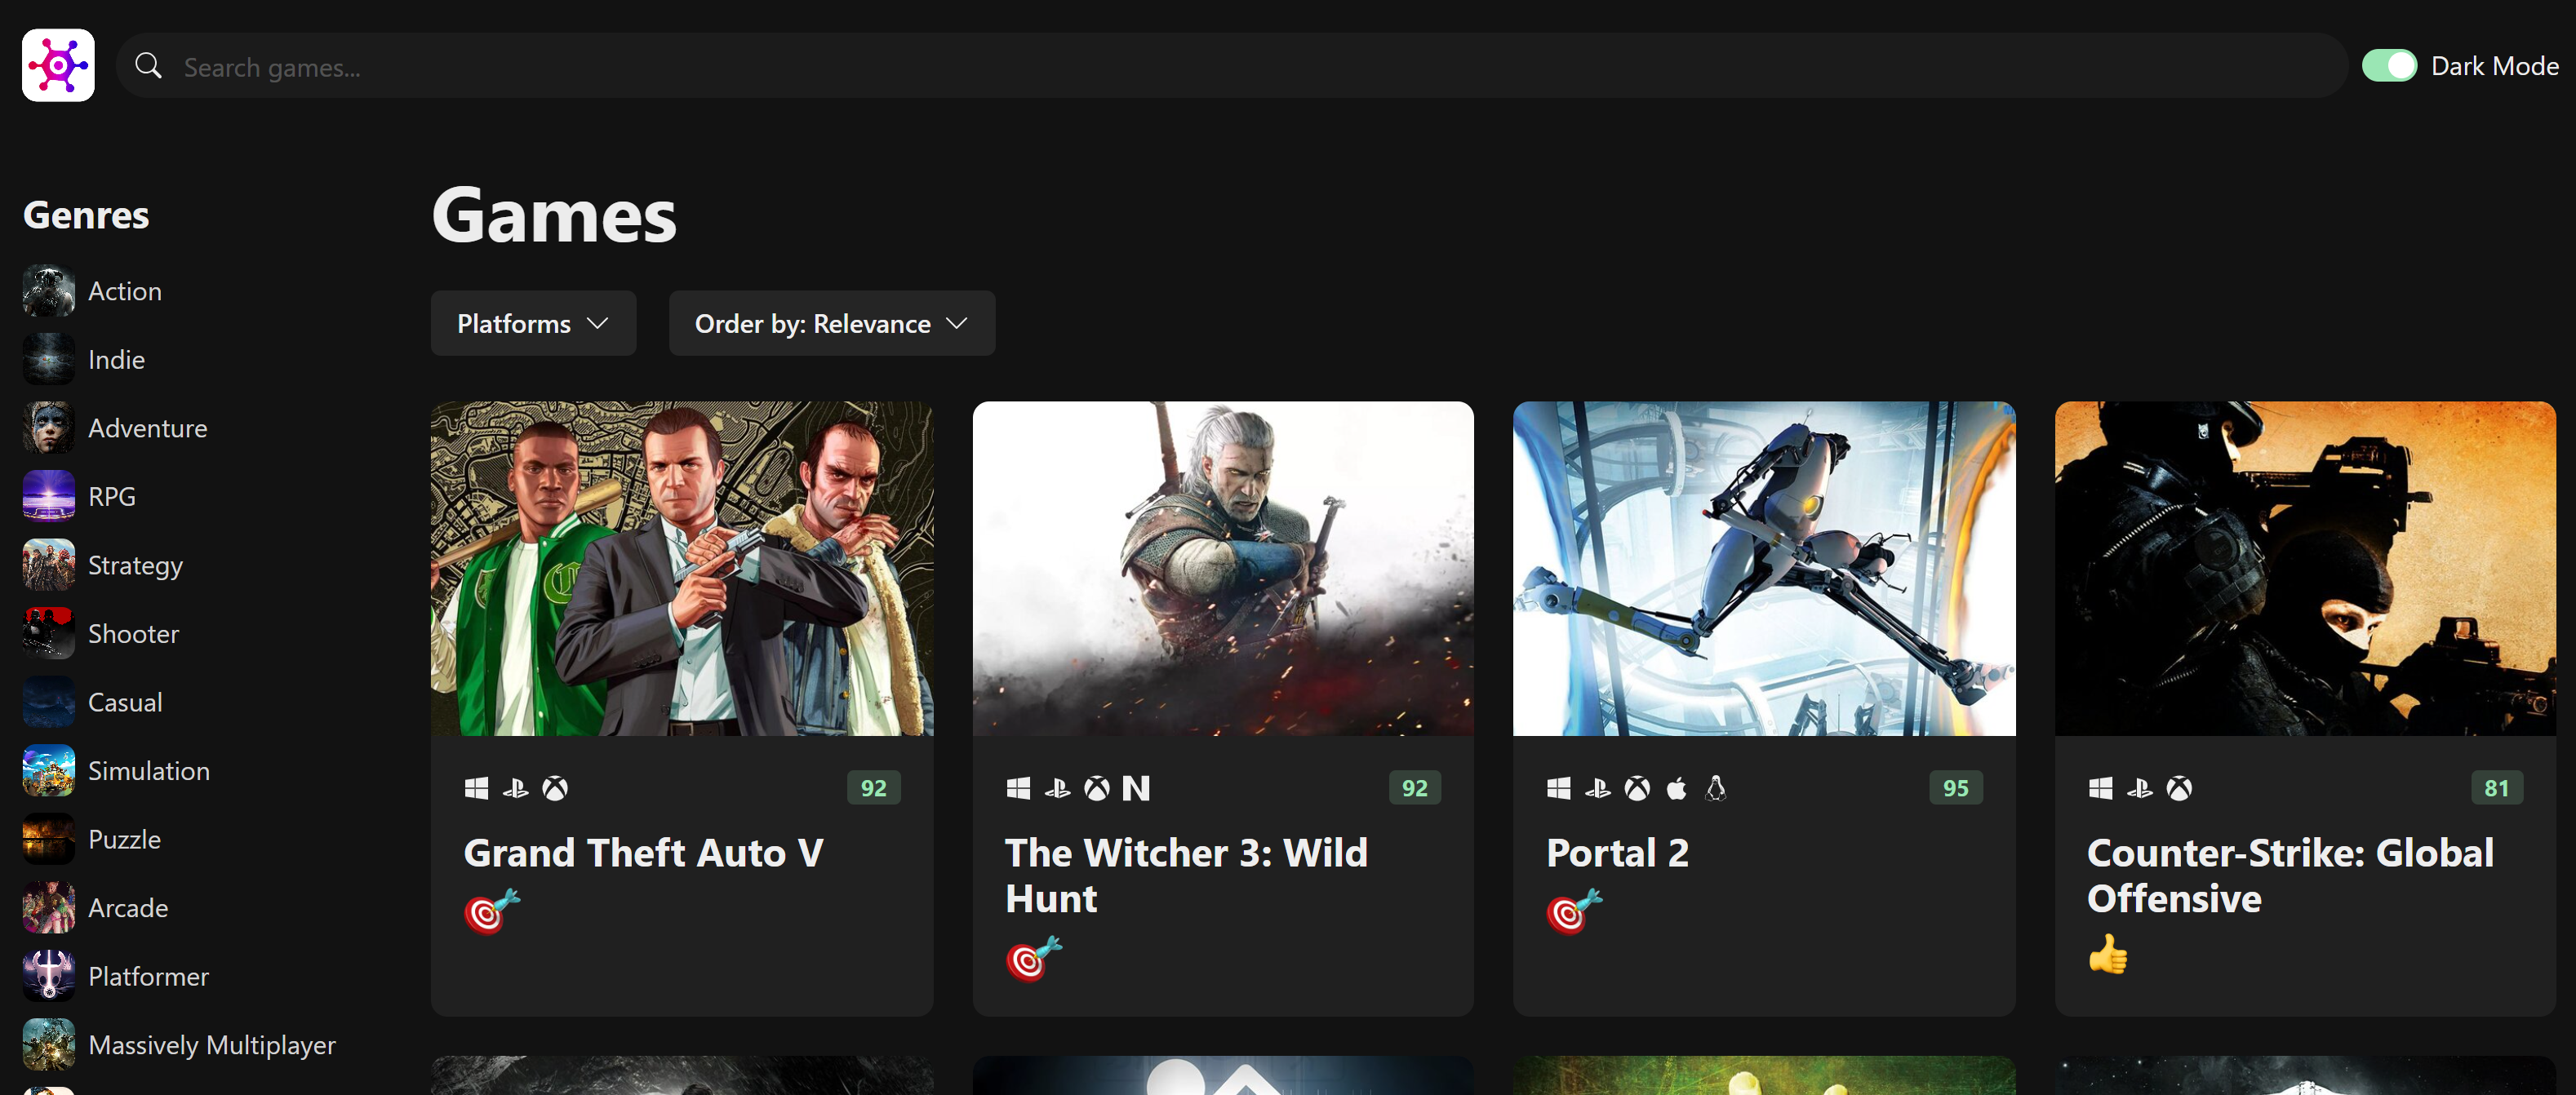 Search games...
Dark Mode
Genres
Action
Indie
Adventure
RPG
Strategy
Shooter
Casual
Simulation
Puzzle
Arcade
Platformer
Massively Multiplayer
Games
Platforms
Order by: Relevance
92
Grand Theft Auto V
92
The Witcher 3: Wild
Hunt
95
Portal 2
81
Counter-Strike: Global
Offensive